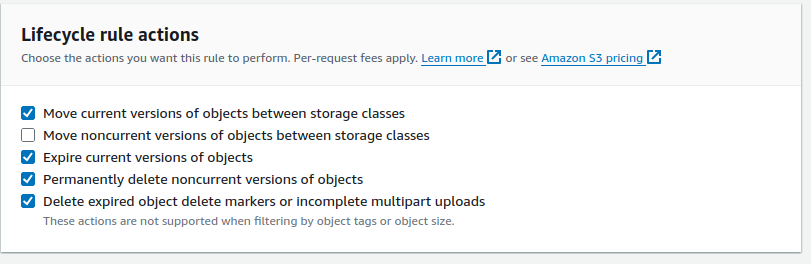 Lifecycle rule actions
Choose the actions you want this rule to perform. Per-request fees apply. Learn more or see Amazon S3 pricing
Move current versions of objects between storage classes
Move noncurrent versions of objects between storage classes
Expire current versions of objects
Permanently delete noncurrent versions of objects
Delete expired object delete markers or incomplete multipart uploads
These actions are not supported when filtering by object tags or object size.